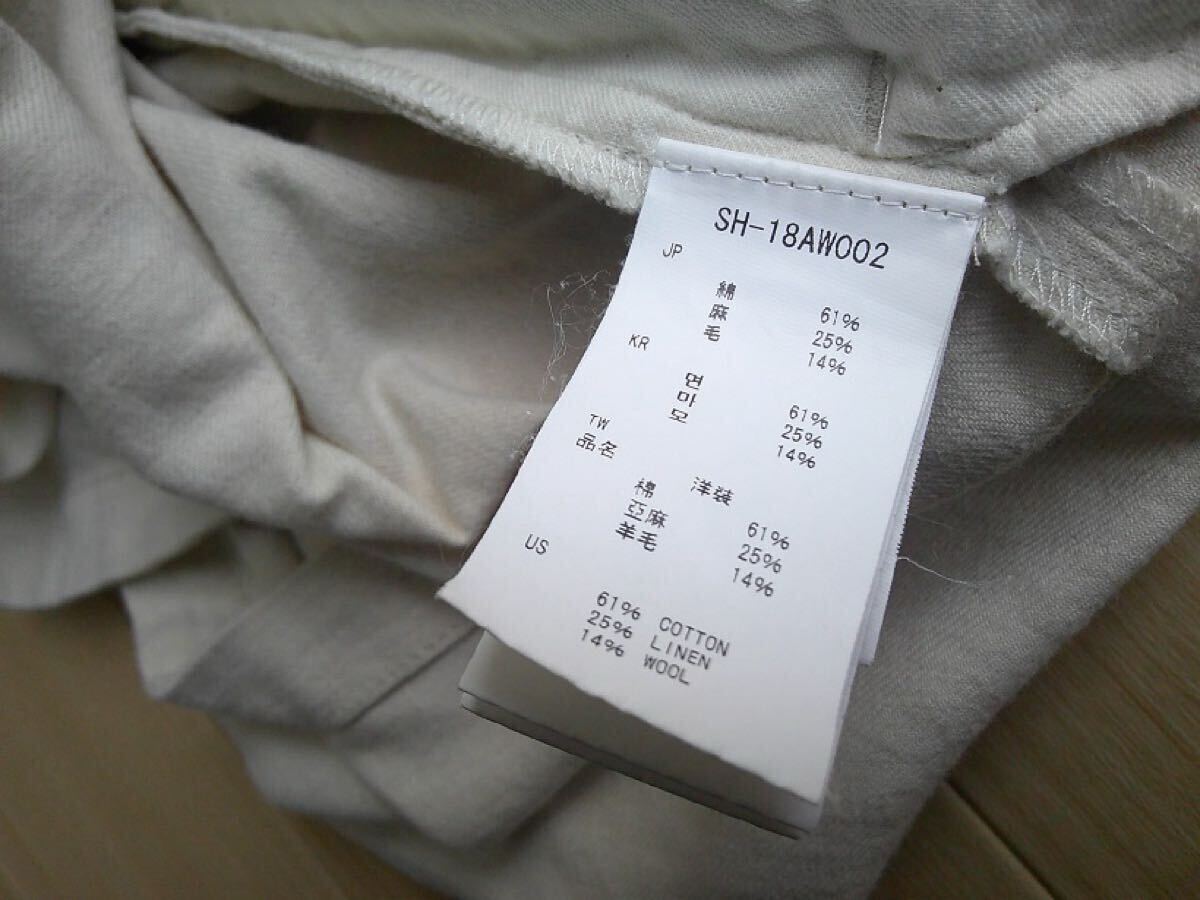 SH-18AW002
JP
綿 61%
麻 25%
毛 14%
KR
면 61%
마 25%
모 14%
TW
品名 洋裝
棉 61%
亞麻 25%
羊毛 14%
US
61% COTTON
25% LINEN
14% WOOL